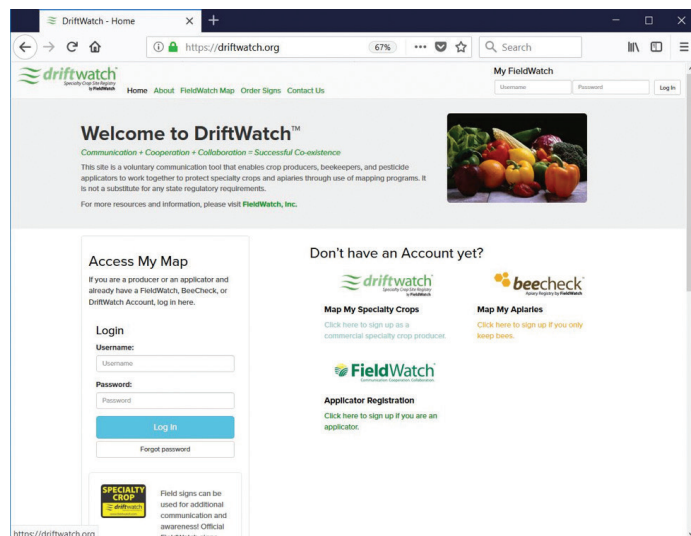 DriftWatch - Home
https://driftwatch.org
67%
Search
driftwatch
Specialty Crop Site Registry
by FieldWatch
Home About FieldWatch Map Order Signs Contact Us
My FieldWatch
Username
Password
Log In
Welcome to DriftWatch™
Communication + Cooperation + Collaboration = Successful Co-existence
This site is a voluntary communication tool that enables crop producers, beekeepers, and pesticide
applicators to work together to protect specialty crops and apiaries through use of mapping programs. It
is not a substitute for any state regulatory requirements.
For more resources and information, please visit FieldWatch, Inc.
Access My Map
If you are a producer or an applicator and
already have a FieldWatch, BeeCheck, or
DriftWatch Account, log in here.
Login
Username:
Username
Password:
Password
Log In
Forgot password
SPECIALTY
CROP
driftwatch
Field signs can be
used for additional
communication and
awareness! Official
Don't have an Account yet?
driftwatch
Specialty Crop Site Registry
by FieldWatch
Map My Specialty Crops
Click here to sign up as a
commercial specialty crop producer.
beecheck
Apiary Registry by FieldWatch
Map My Apiaries
Click here to sign up if you only
keep bees.
FieldWatch
Communication Cooperation Collaboration
Applicator Registration
Click here to sign up if you are an
applicator.
https://driftwatch.org